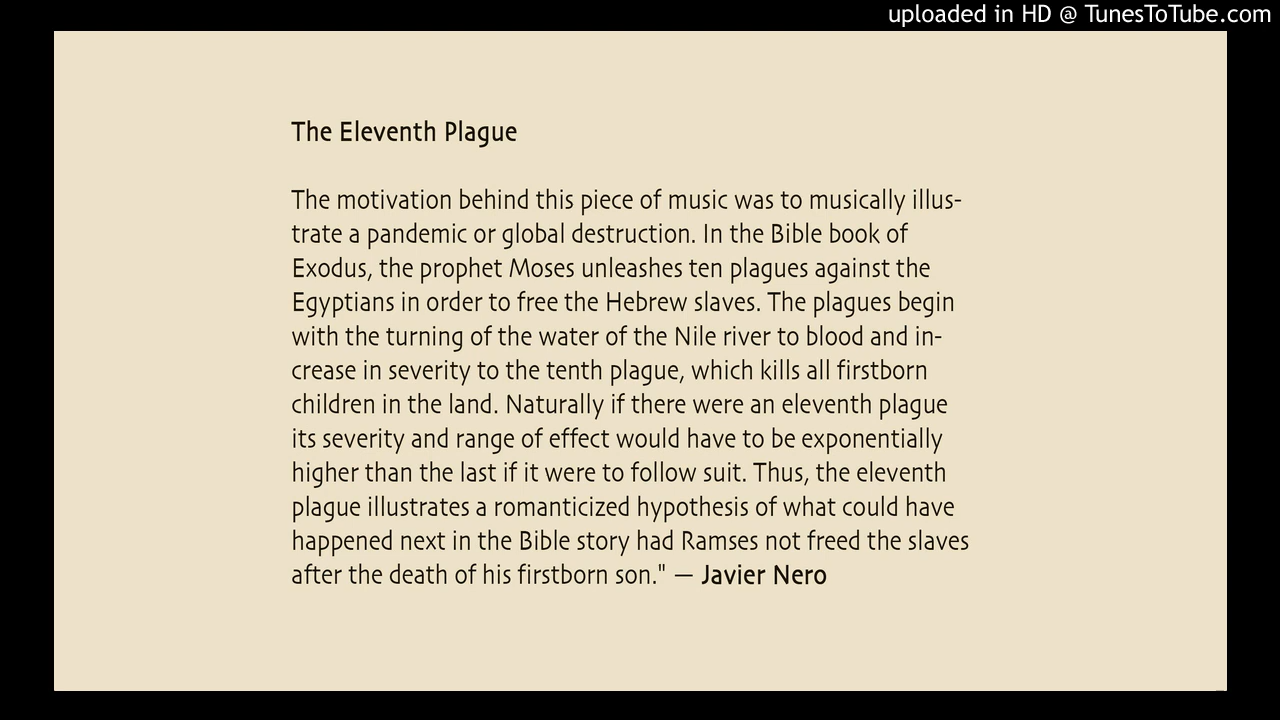 uploaded in HD @ TunesToTube.com
The Eleventh Plague
The motivation behind this piece of music was to musically illus-
trate a pandemic or global destruction. In the Bible book of
Exodus, the prophet Moses unleashes ten plagues against the
Egyptians in order to free the Hebrew slaves. The plagues begin
with the turning of the water of the Nile river to blood and in-
crease in severity to the tenth plague, which kills all firstborn
children in the land. Naturally if there were an eleventh plague
its severity and range of effect would have to be exponentially
higher than the last if it were to follow suit. Thus, the eleventh
plague illustrates a romanticized hypothesis of what could have
happened next in the Bible story had Ramses not freed the slaves
after the death of his firstborn son." — Javier Nero